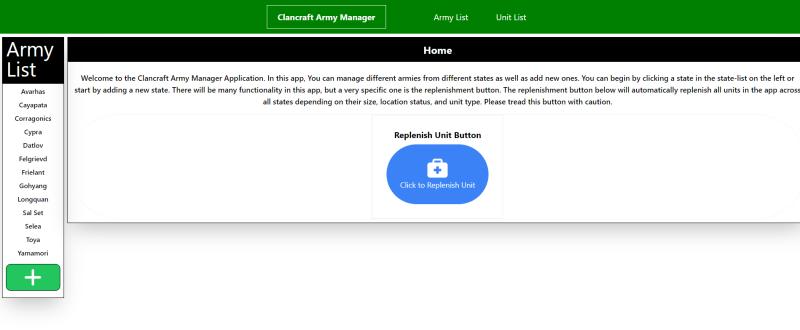 Clancraft Army Manager
Army List
Unit List
Army
List
Avarhas
Cayapata
Corragonics
Cypra
Datlov
Felgrievd
Frielant
Gohyang
Longquan
Sal Set
Selea
Toya
Yamamori
Home
Welcome to the Clancraft Army Manager Application. In this app, You can manage different armies from different states as well as add new ones. You can begin by clicking a state in the state-list on the left or
start by adding a new state. There will be many functionality in this app, but a very specific one is the replenishment button. The replenishment button below will automatically replenish all units in the app across
all states depending on their size, location status, and unit type. Please tread this button with caution.
Replenish Unit Button
Click to Replenish Unit